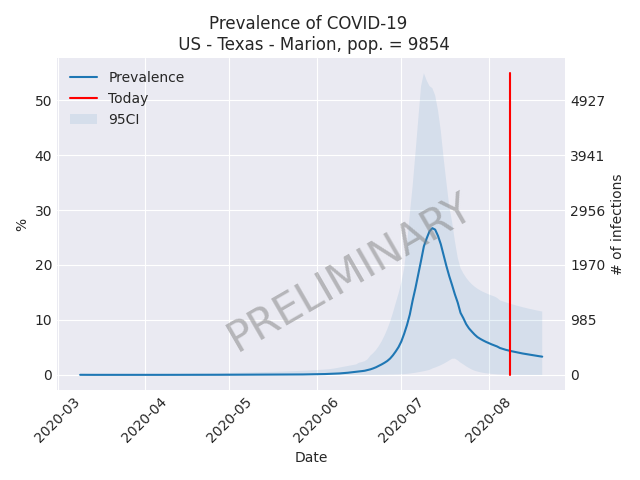 Prevalence of COVID-19
US - Texas - Marion, pop. = 9854
Prevalence
Today
95CI
PRELIMINARY
%
50
40
30
20
10
0
4927
3941
2956
1970
985
0
# of infections
2020-03
2020-04
2020-05
2020-06
2020-07
2020-08
Date